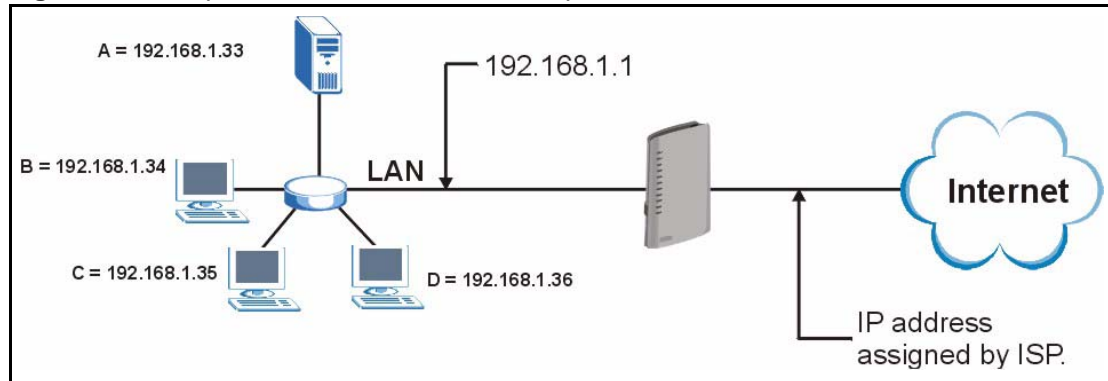 A = 192.168.1.33
192.168.1.1
B = 192.168.1.34
LAN
Internet
C = 192.168.1.35
D = 192.168.1.36
IP address
assigned by ISP.